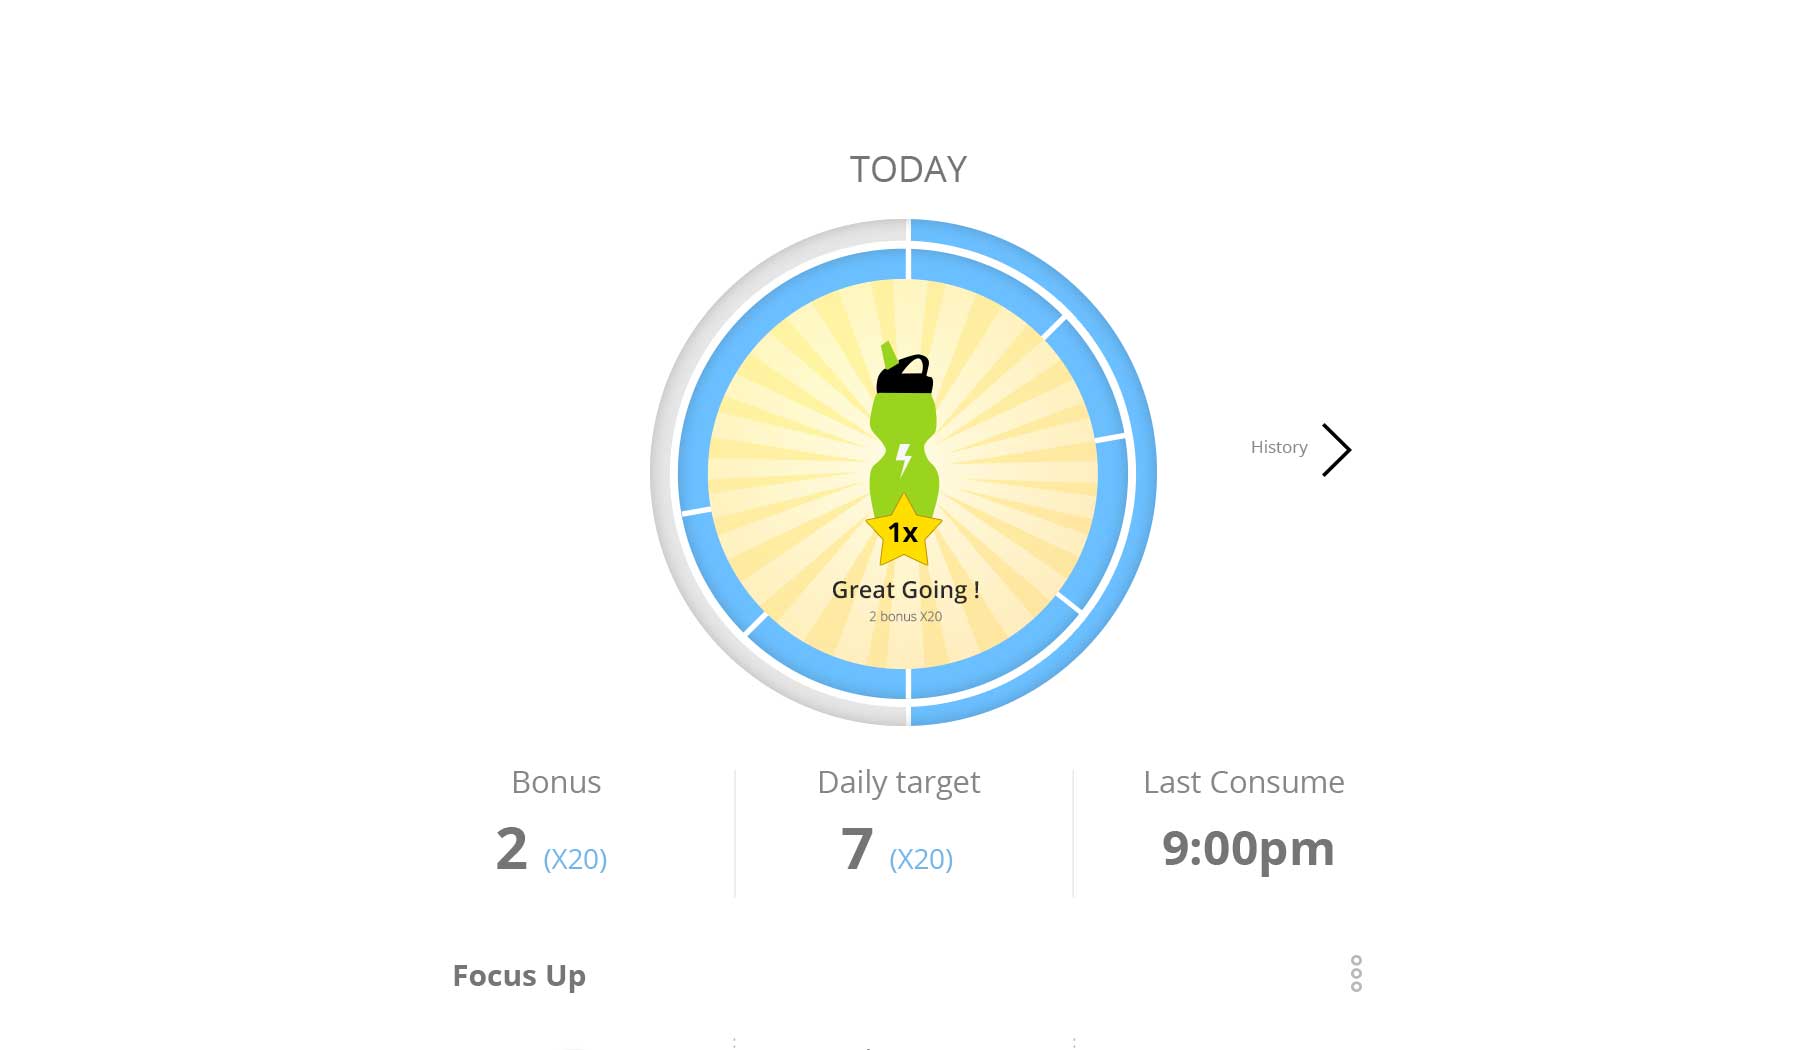 TODAY
History
1x
Great Going !
2 bonus X20
Bonus
Daily target
Last Consume
2 (X20)
7 (X20)
9:00pm
Focus Up